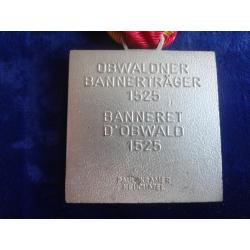 OBWALDNER
BANNERTRÄGER
1525
BANNERET
D'OBWALD
1525
PAUL KRAMER
NEUCHATEL